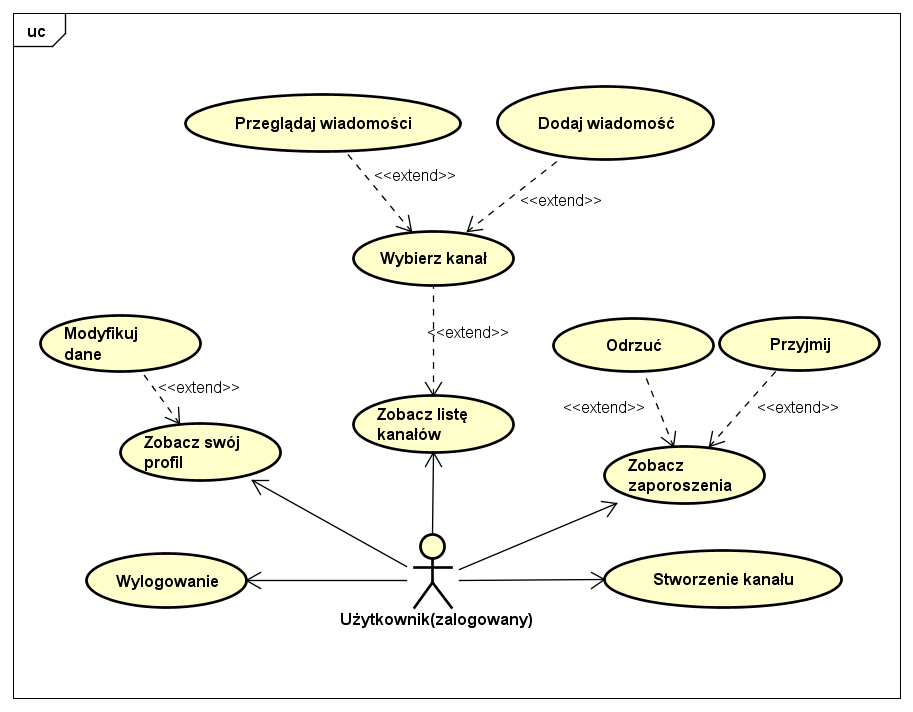 uc
Przeglądaj wiadomości
Dodaj wiadomość
<<extend>>
<<extend>>
Wybierz kanał
<<extend>>
Modyfikuj
dane
Odrzuć
Przyjmij
<<extend>>
<<extend>>
<<extend>>
Zobacz listę
kanałów
Zobacz swój
profil
Zobacz
zaporoszenia
Wylogowanie
Stworzenie kanału
Użytkownik(zalogowany)